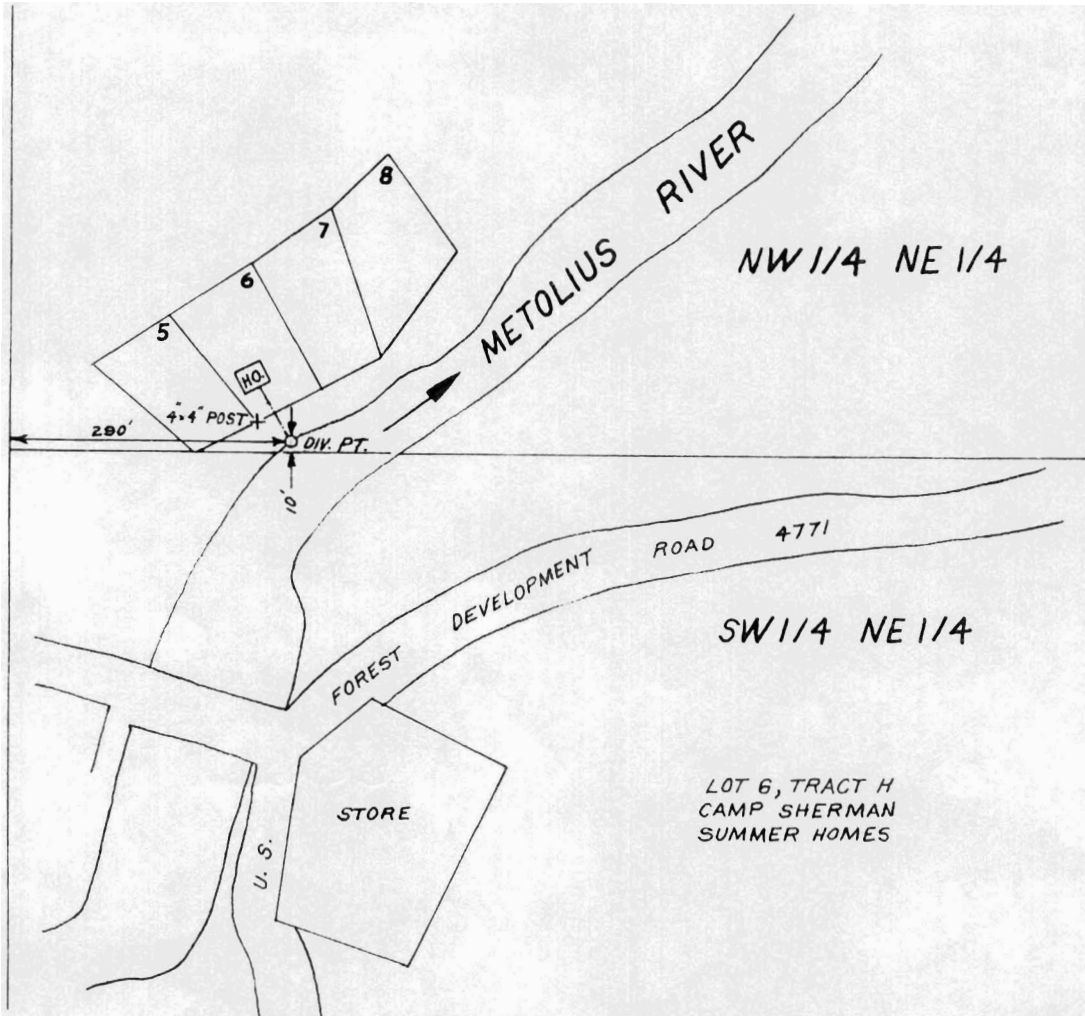 8
RIVER
7
METOLIUS
NW 1/4 NE 1/4
6
5
H.O.
4"x4" POST
280'
DIV. PT.
10'
FOREST DEVELOPMENT ROAD 4771
SW 1/4 NE 1/4
LOT 6, TRACT H
CAMP SHERMAN
SUMMER HOMES
STORE
U. S.